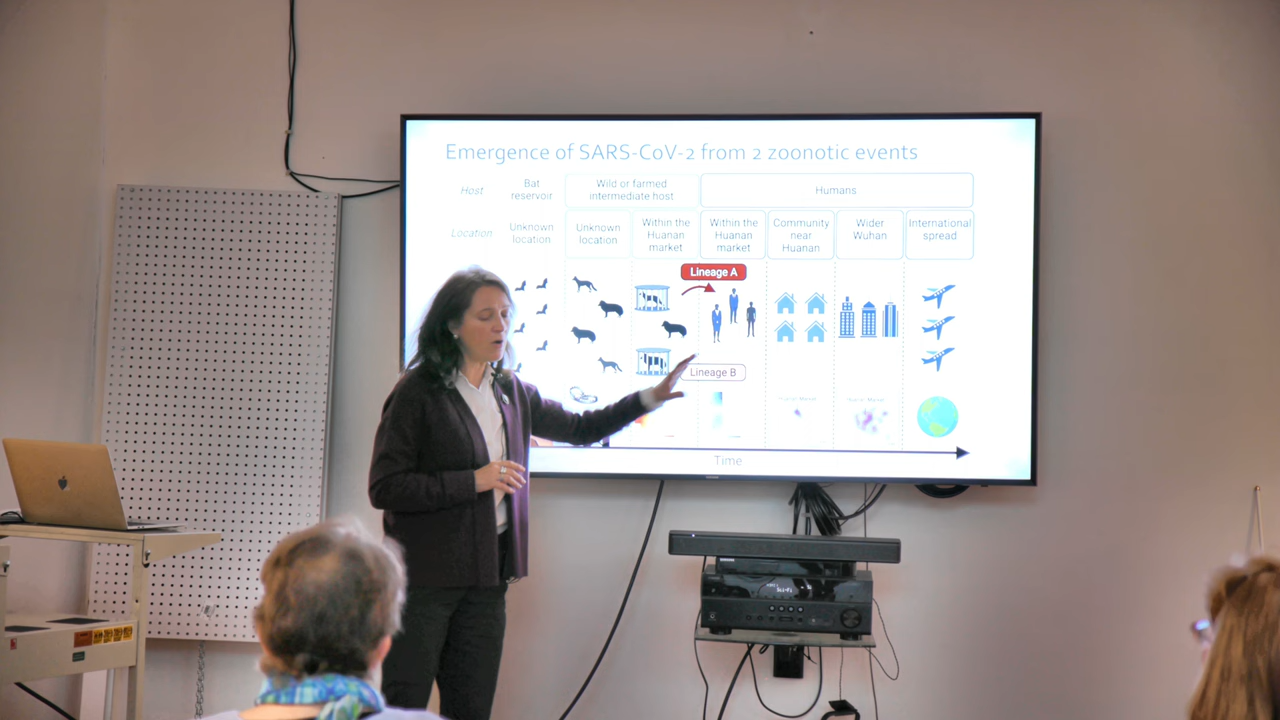 Emergence of SARS-CoV-2 from 2 zoonotic events
Host
Bat
reservoir
Wild or farmed
intermediate host
Humans
Location
Unknown
location
Unknown
location
Within the
Huanan
market
Within the
Huanan
market
Community
near
Huanan
Wider
Wuhan
International
spread
Lineage A
Lineage B
Time